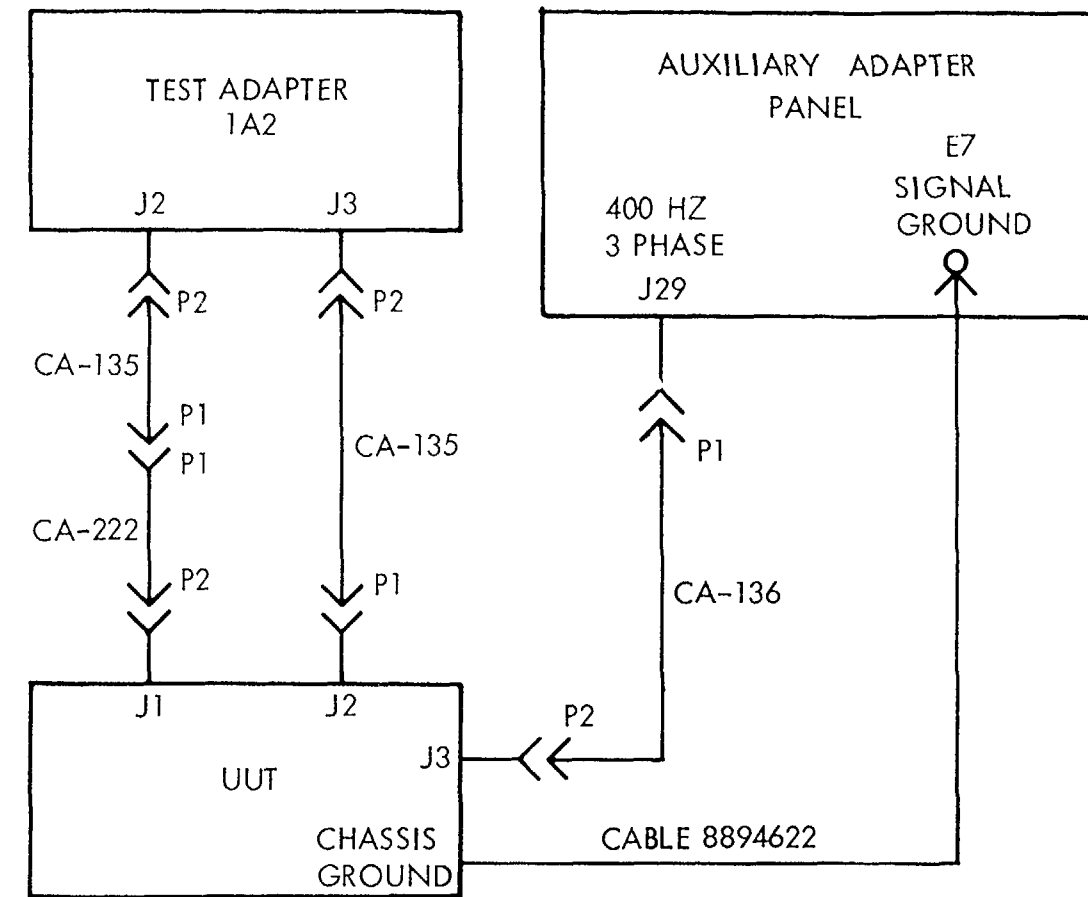 TEST ADAPTER
1A2
J2
J3
AUXILIARY ADAPTER
PANEL
E7
SIGNAL
GROUND
400 HZ
3 PHASE
J29
P2
P2
CA-135
P1
P1
CA-135
P1
CA-222
P2
P1
CA-136
J1
J2
J3
P2
UUT
CHASSIS
GROUND
CABLE 8894622